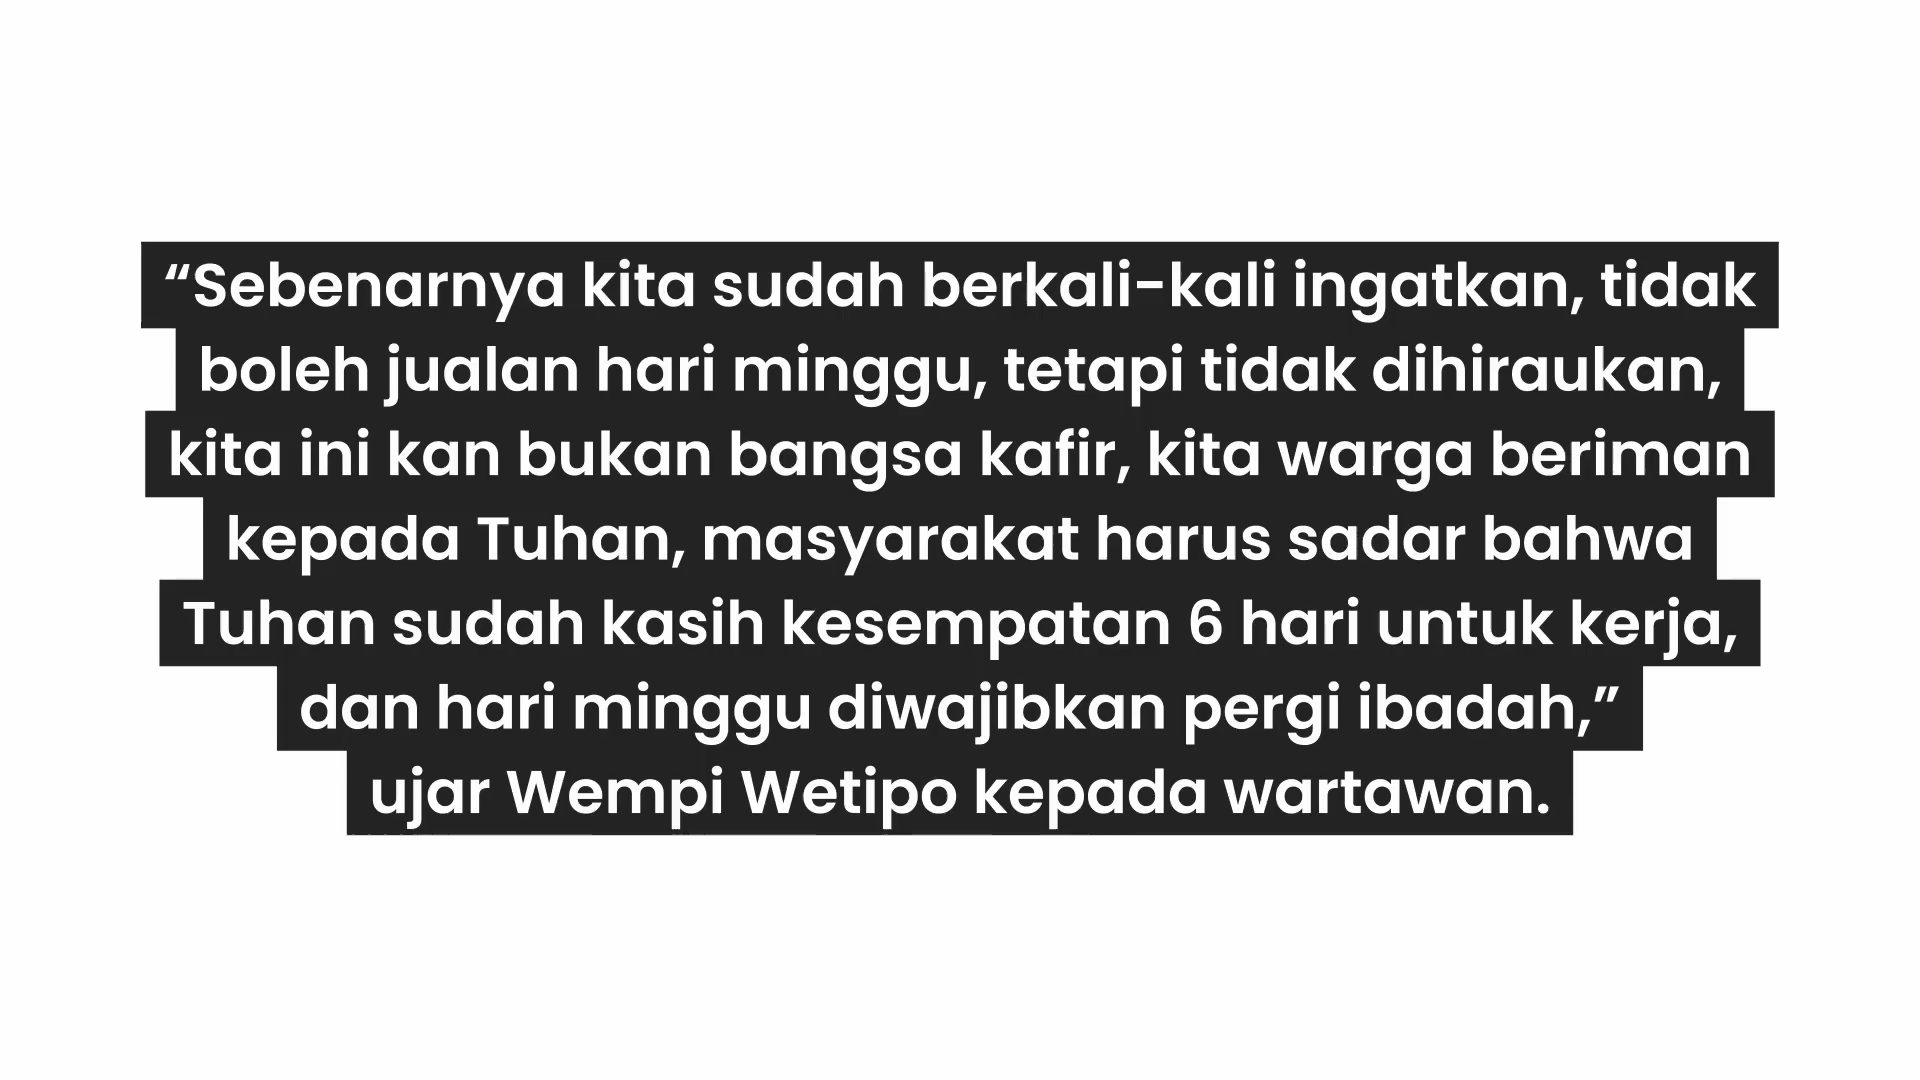 “Sebenarnya kita sudah berkali-kali ingatkan, tidak
boleh jualan hari minggu, tetapi tidak dihiraukan,
kita ini kan bukan bangsa kafir, kita warga beriman
kepada Tuhan, masyarakat harus sadar bahwa
Tuhan sudah kasih kesempatan 6 hari untuk kerja,
dan hari minggu diwajibkan pergi ibadah,”
ujar Wempi Wetipo kepada wartawan.